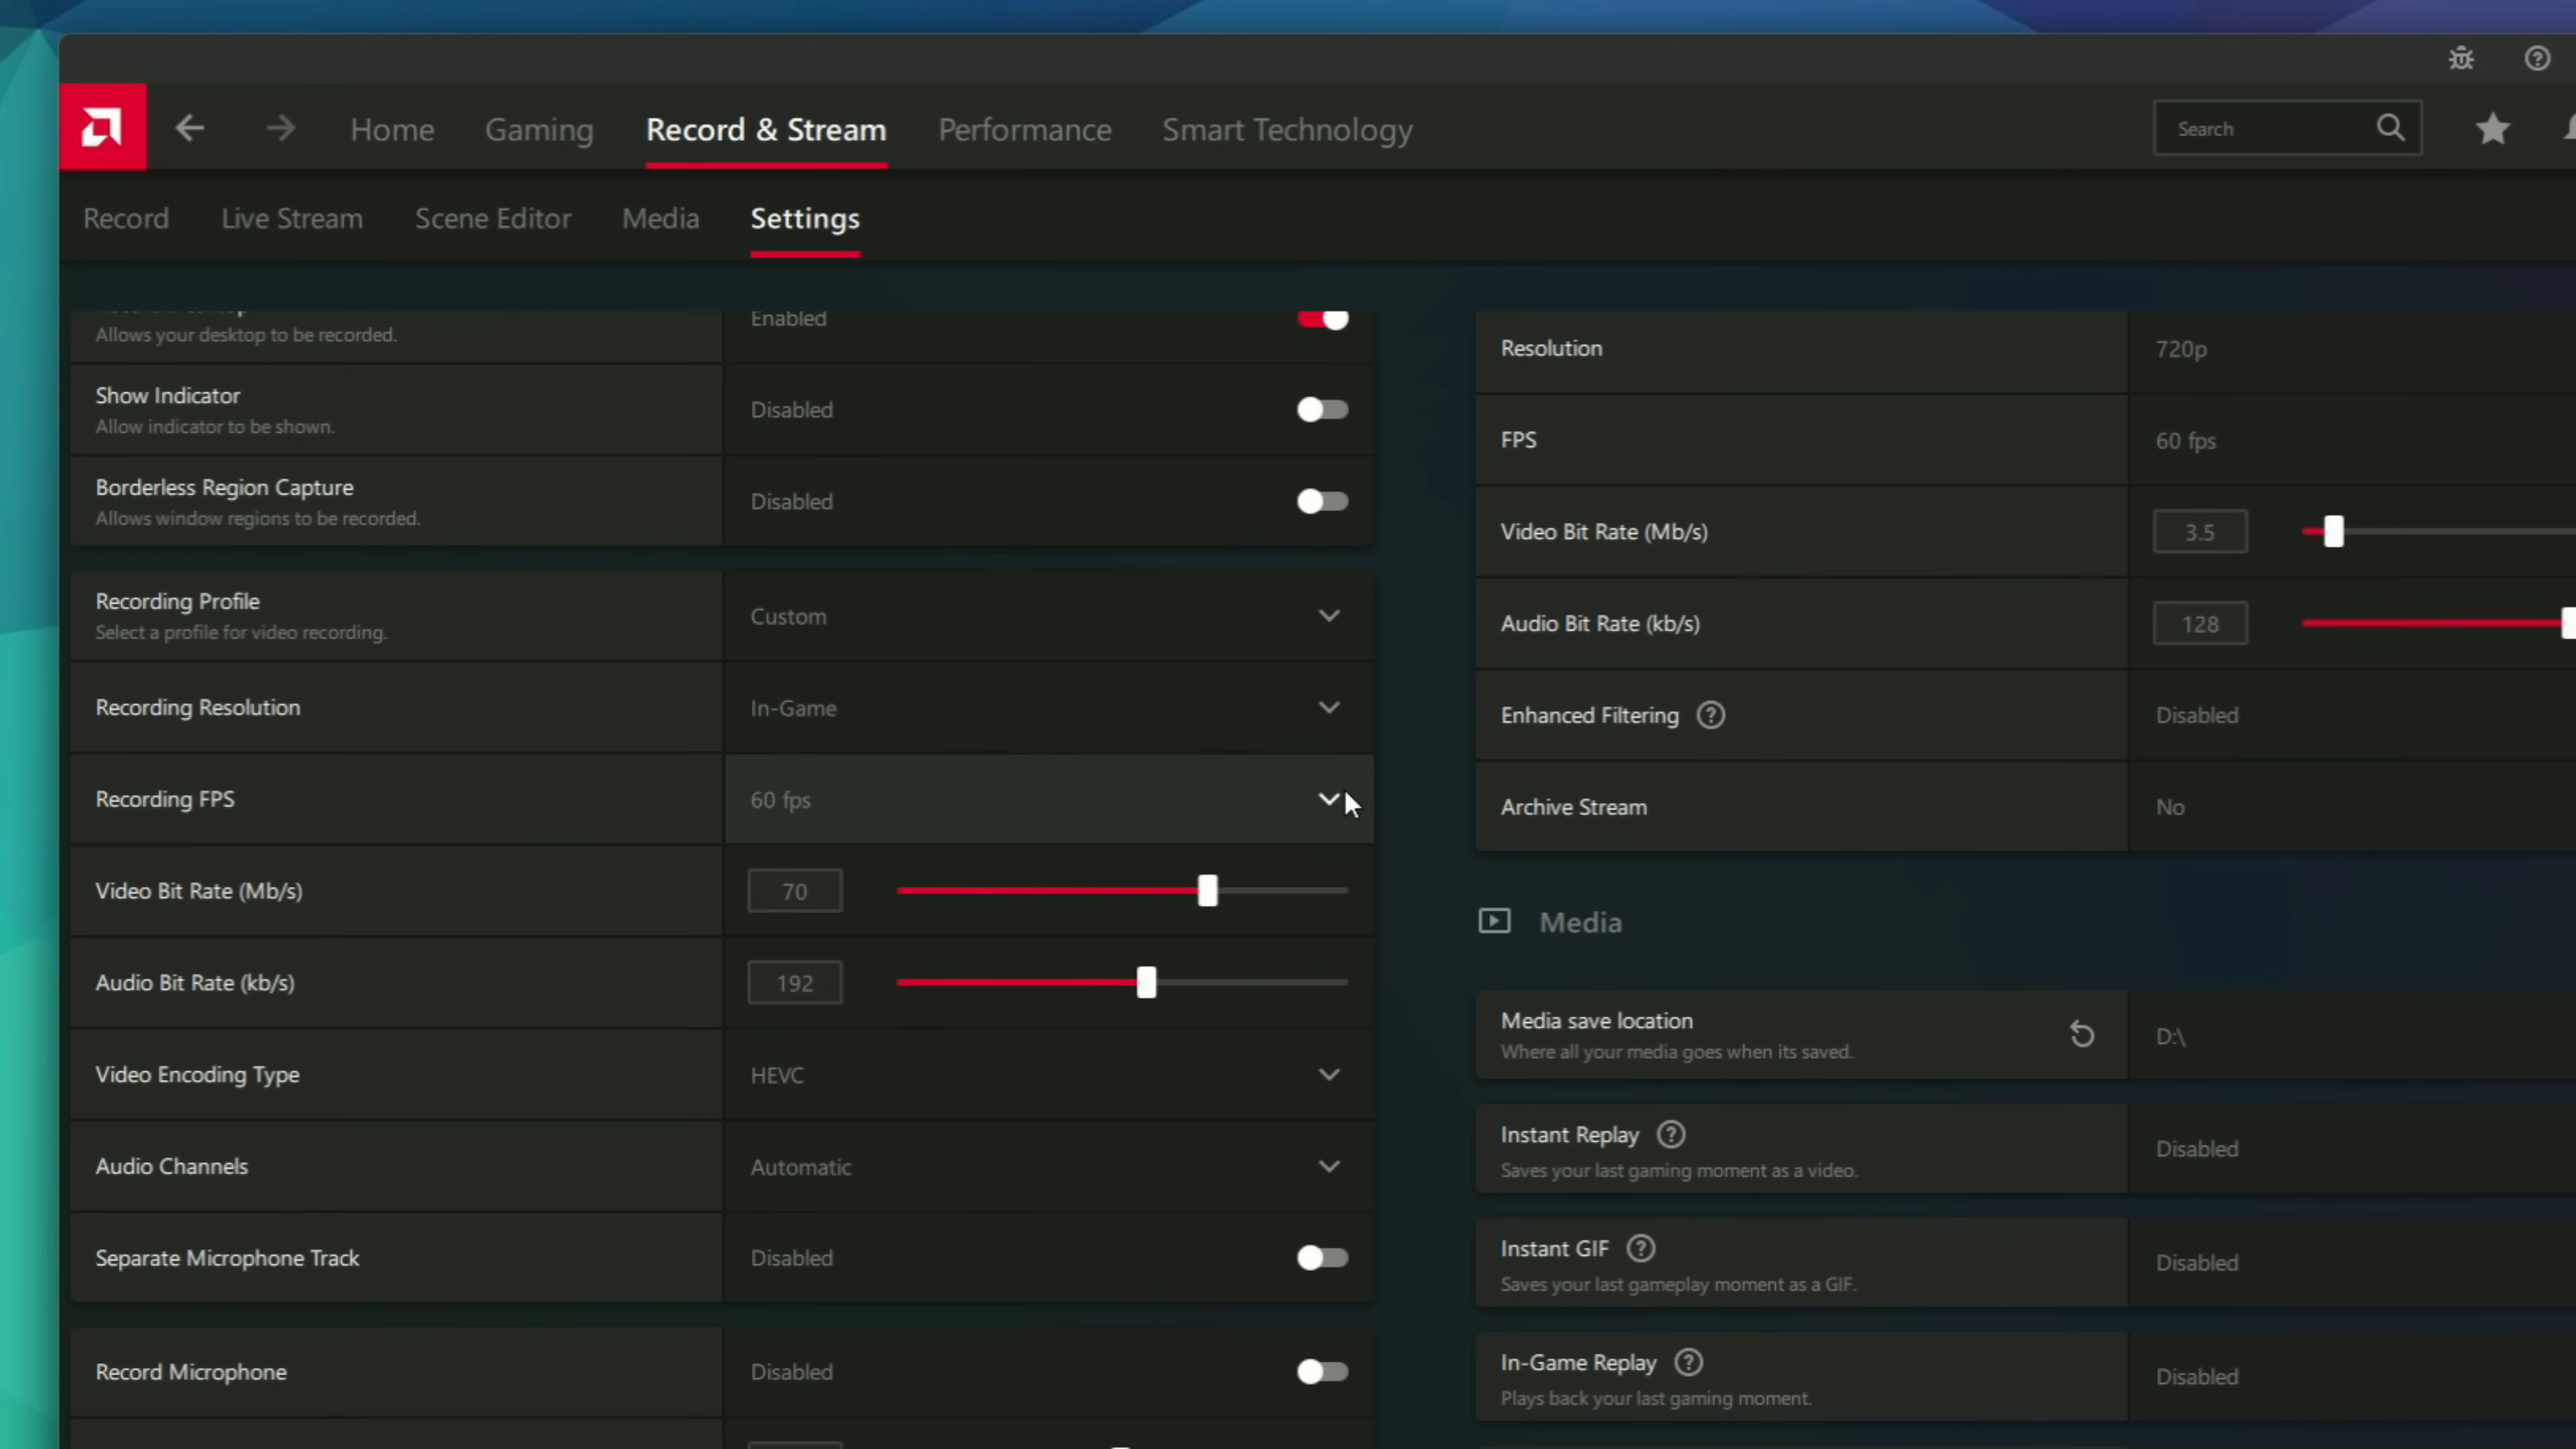 Home Gaming Record & Stream Performance Smart Technology Search
Record Live Stream Scene Editor Media Settings
Allows your desktop to be recorded.
Enabled
Show Indicator
Allow indicator to be shown.
Disabled
Borderless Region Capture
Allows window regions to be recorded.
Disabled
Recording Profile
Select a profile for video recording.
Custom
Recording Resolution
In-Game
Recording FPS
60 fps
Video Bit Rate (Mb/s)
70
Audio Bit Rate (kb/s)
192
Video Encoding Type
HEVC
Audio Channels
Automatic
Separate Microphone Track
Disabled
Record Microphone
Disabled
Resolution
720p
FPS
60 fps
Video Bit Rate (Mb/s)
3.5
Audio Bit Rate (kb/s)
128
Enhanced Filtering
Disabled
Archive Stream
No
Media
Media save location
Where all your media goes when its saved.
D:\
Instant Replay
Saves your last gaming moment as a video.
Disabled
Instant GIF
Saves your last gameplay moment as a GIF.
Disabled
In-Game Replay
Plays back your last gaming moment.
Disabled